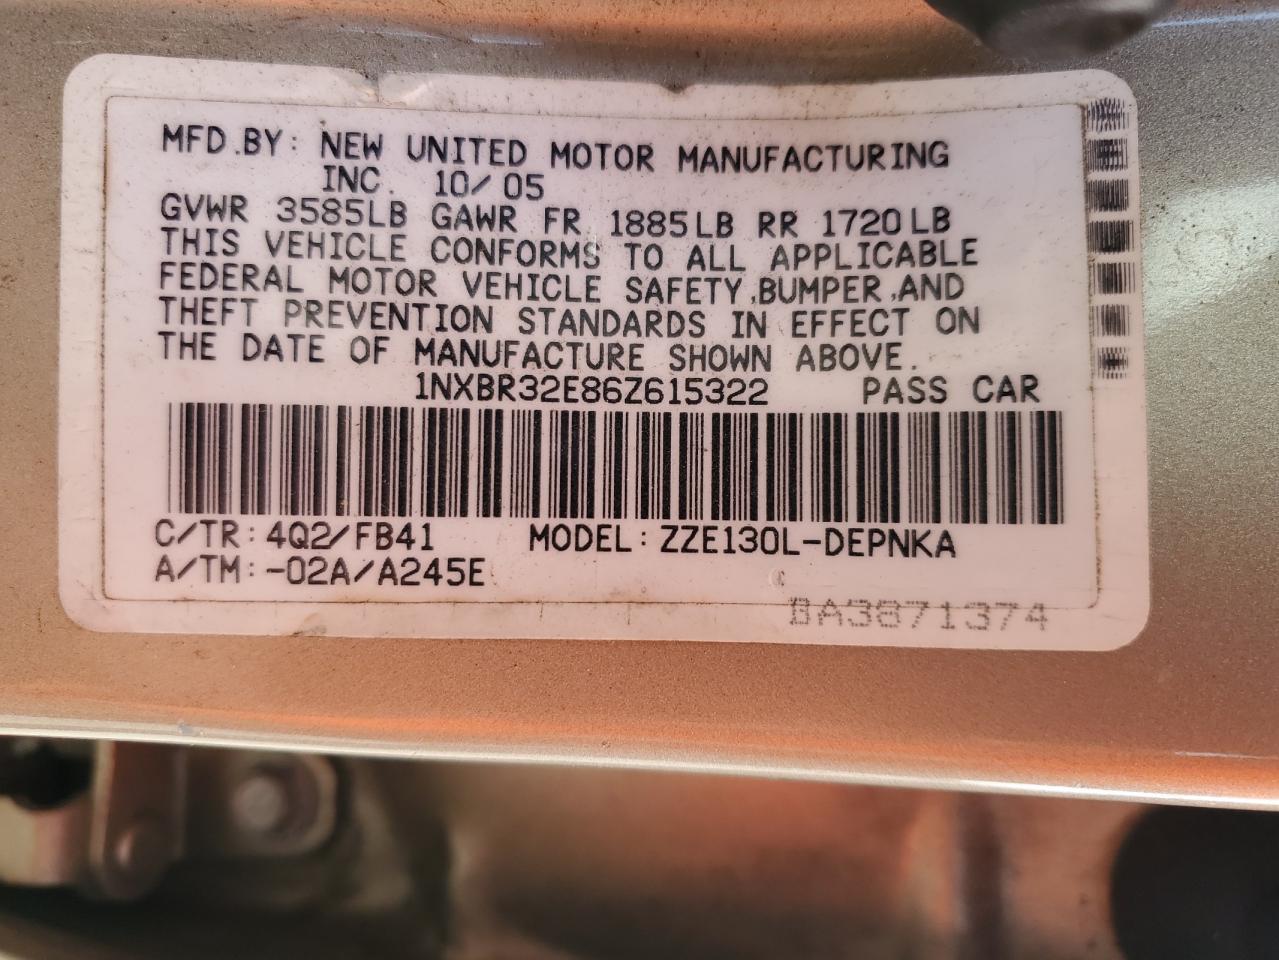 MFD.BY: NEW UNITED MOTOR MANUFACTURING
INC. 10/05
GVWR 3585LB GAWR FR 1885LB RR 1720LB
THIS VEHICLE CONFORMS TO ALL APPLICABLE
FEDERAL MOTOR VEHICLE SAFETY,BUMPER,AND
THEFT PREVENTION STANDARDS IN EFFECT ON
THE DATE OF MANUFACTURE SHOWN ABOVE.
1NXBR32E86Z615322 PASS CAR
C/TR:4Q2/FB41 MODEL:ZZE130L-DEPNKA
A/TM:-02A/A245E
BA3871374